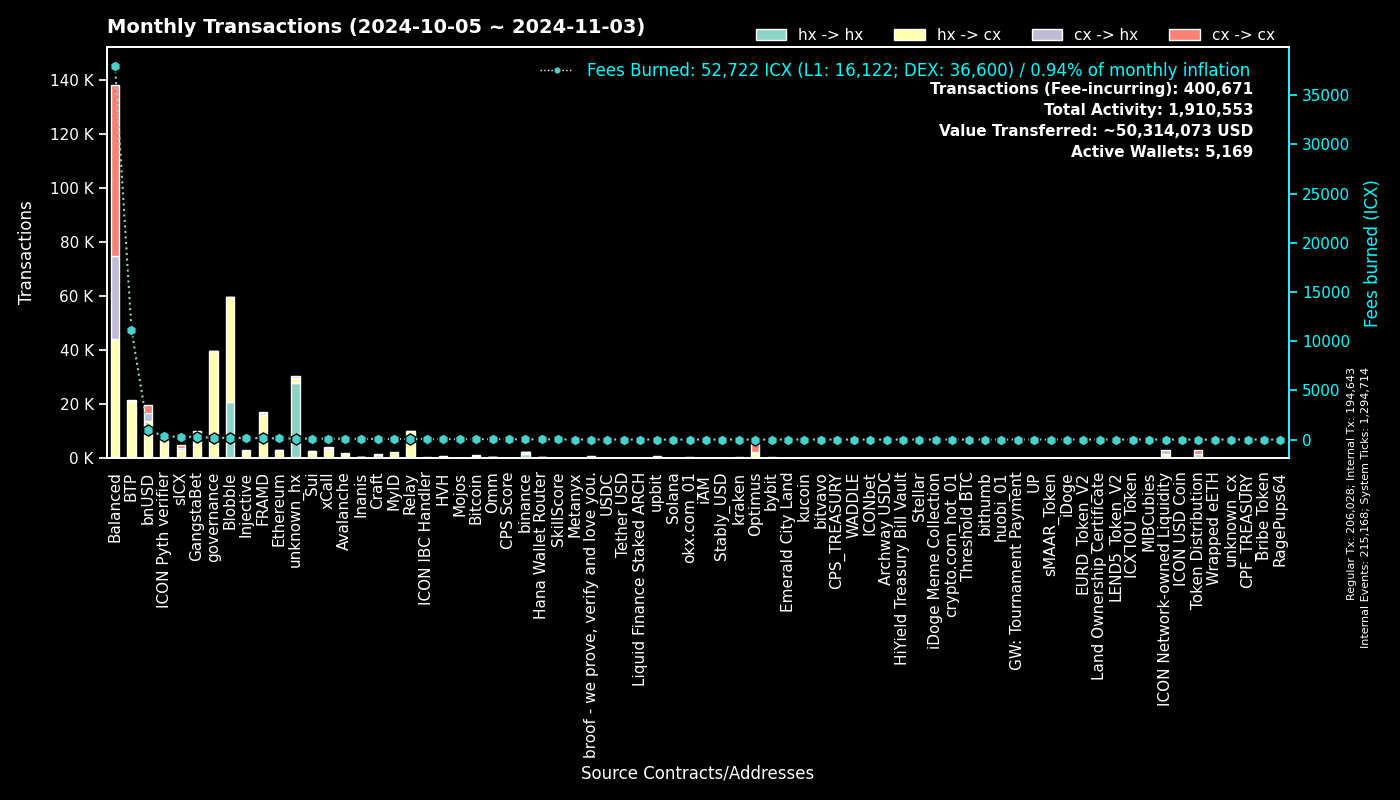 Monthly Transactions (2024-10-05 ~ 2024-11-03)
hx -> hx
hx -> cx
cx -> hx
cx -> cx
Fees Burned: 52,722 ICX (L1: 16,122; DEX: 36,600) / 0.94% of monthly inflation
Transactions (Fee-incurring): 400,671
Total Activity: 1,910,553
Value Transferred: ~50,314,073 USD
Active Wallets: 5,169
Transactions
140 K
120 K
100 K
80 K
60 K
40 K
20 K
0 K
35000
30000
25000
20000
15000
10000
5000
0
Fees burned (ICX)
Regular Tx: 206,028; Internal Tx: 194,643
Internal Events: 215,168; System Ticks: 1,294,714
Balanced
BTP
bnUSD
ICON Pyth verifier
sICX
GangstaBet
governance
Blobble
Injective
FRAMD
Ethereum
unknown_hx
Sui
xCall
Avalanche
Inanis
Craft
MyID
Relay
ICON IBC Handler
HVH
Mojos
Bitcoin
Omm
CPS Score
binance
Hana Wallet Router
SkillScore
Metanyx
broof - we prove, verify and love you.
USDC
Tether_USD
Liquid Finance Staked ARCH
upbit
Solana
okx.com_01
iAM
Stably_USD
kraken
Optimus
bybit
Emerald City Land
kucoin
bitvavo
CPS_TREASURY
WADDLE
ICONbet
Archway_USDC
HiYield Treasury Bill Vault
Stellar
iDoge Meme Collection
crypto.com_hot_01
Threshold_BTC
bithumb
huobi_01
GW: Tournament Payment
UP
sMAAR_Token
iDoge
EURD_Token_V2
Land Ownership Certificate
LEND5_Token_V2
ICX IOU Token
MIBCubies
ICON Network-owned Liquidity
ICON USD Coin
Token Distribution
Wrapped eETH
unknown_cx
CPF_TREASURY
Bribe Token
RagePups64
Source Contracts/Addresses